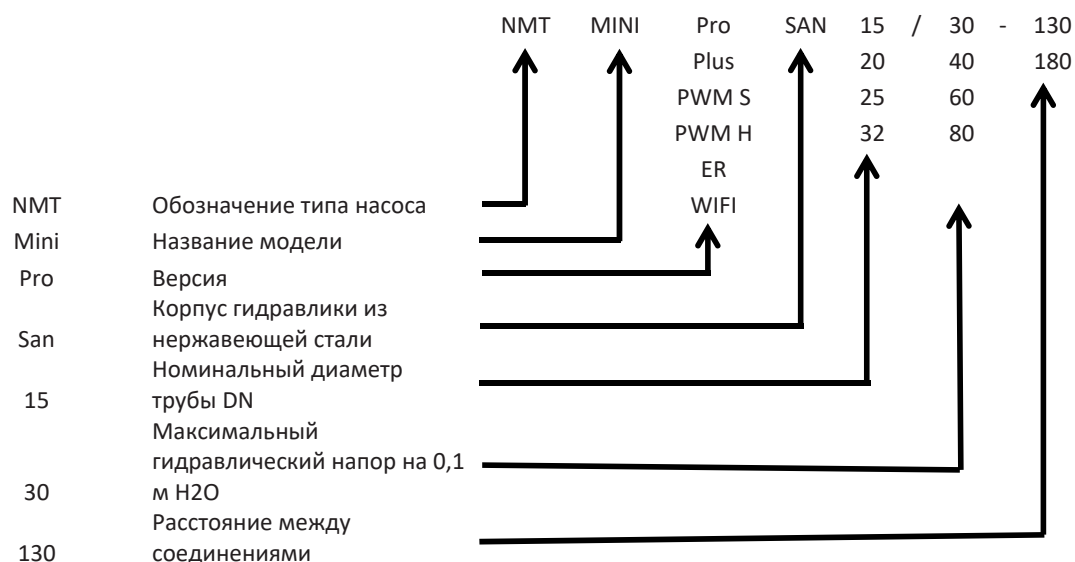 NMT MINI Pro SAN 15 / 30 - 130
Plus 20 40 180
PWM S 25 60
PWM H 32 80
ER
WIFI
NMT Обозначение типа насоса
Mini Название модели
Pro Версия
Корпус гидравлики из
San нержавеющей стали
Номинальный диаметр
15 трубы DN
Максимальный
гидравлический напор на 0,1
30 м H2O
Расстояние между
130 соединениями